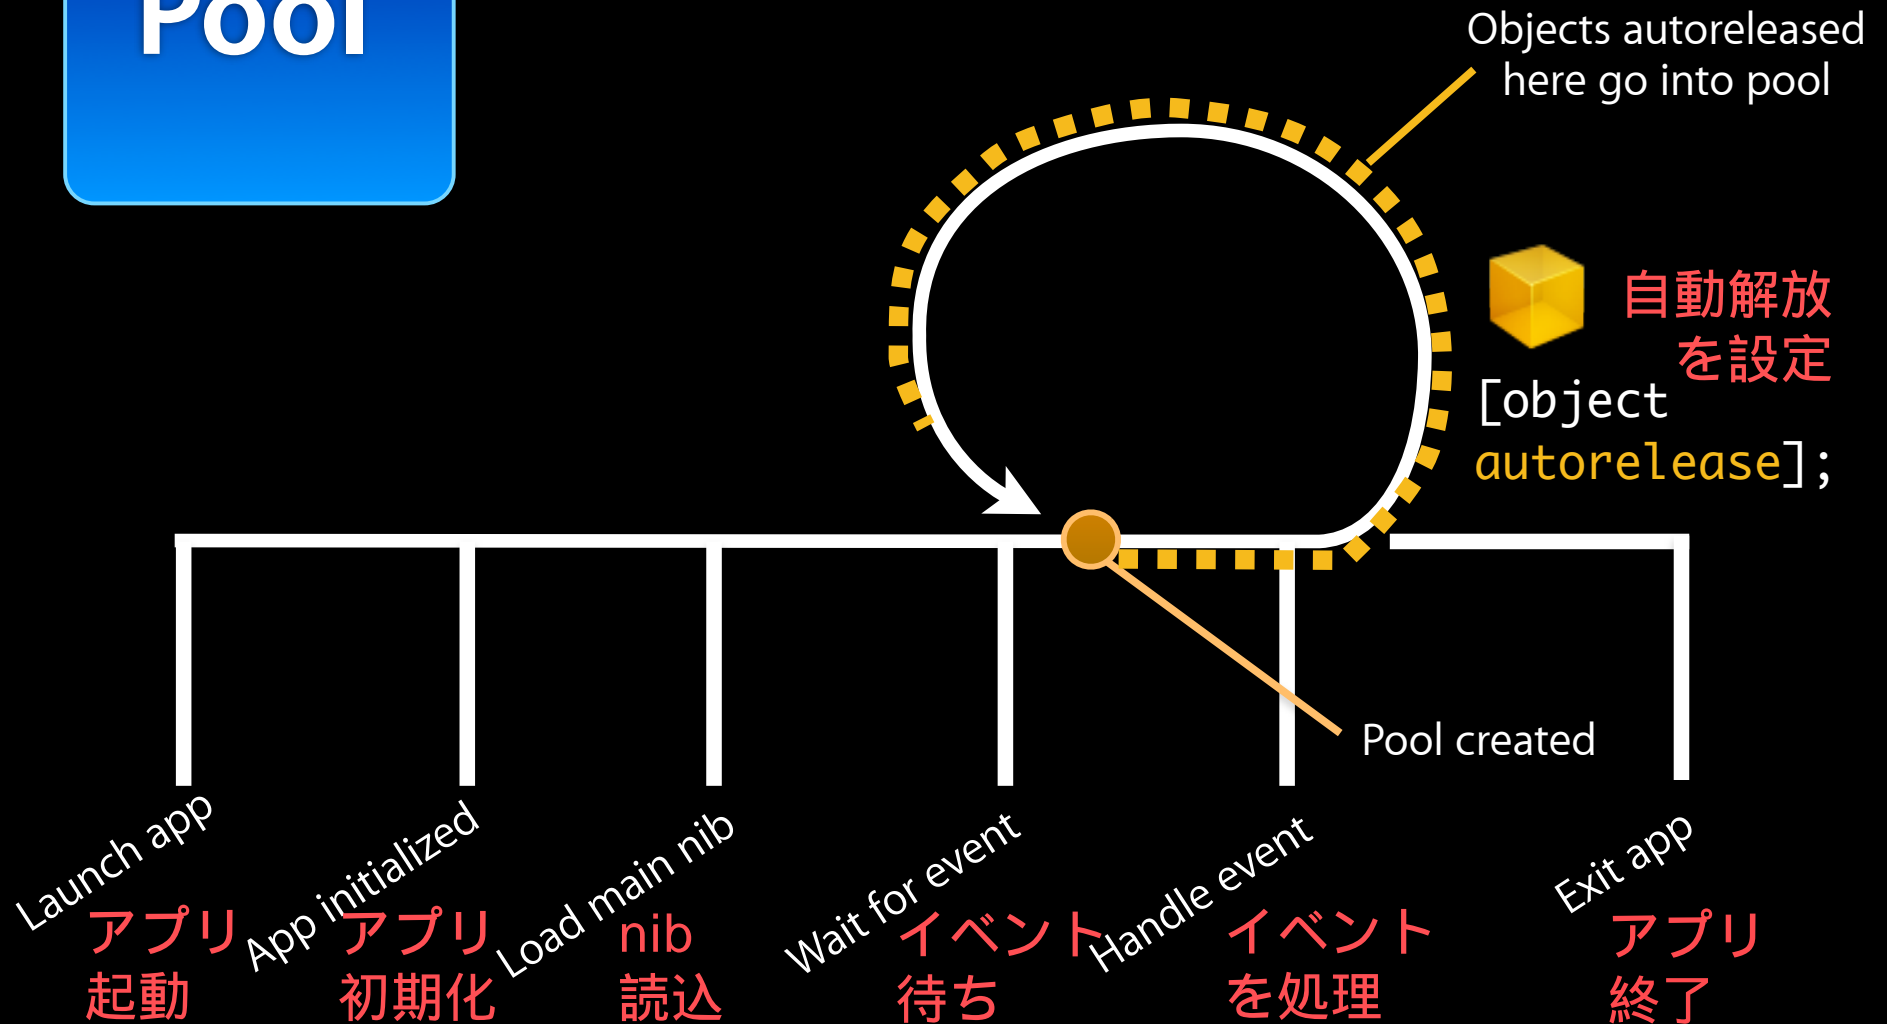 Pool
Objects autoreleased
here go into pool
自動解放
を設定
[object
autorelease];
Pool created
Launch app
アプリ
起動
App initialized
アプリ
初期化
Load main nib
nib
読込
Wait for event
イベント
待ち
Handle event
イベント
を処理
Exit app
アプリ
終了